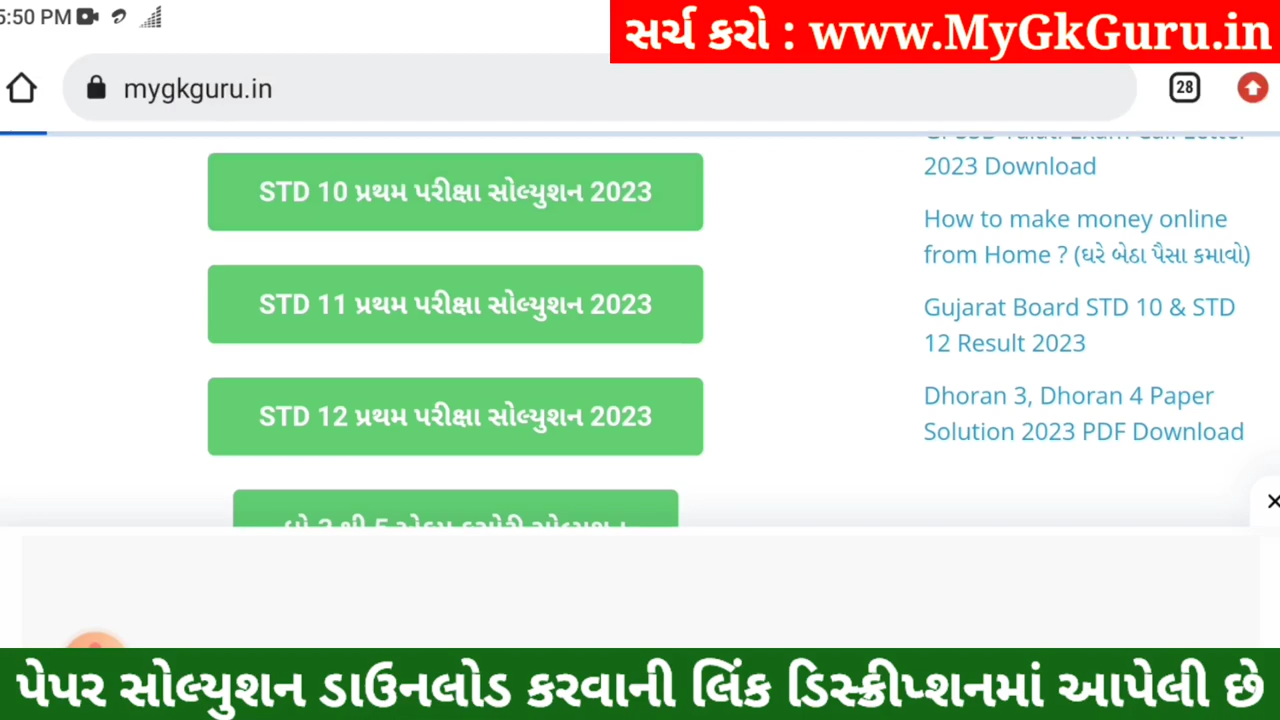 5:50 PM
સર્ચ કરો : www.MyGkGuru.in
mygkguru.in
28
STD 10 પ્રથમ પરીક્ષા સોલ્યુશન 2023
STD 11 પ્રથમ પરીક્ષા સોલ્યુશન 2023
STD 12 પ્રથમ પરીક્ષા સોલ્યુશન 2023
2023 Download
How to make money online
from Home ? (ઘરે બેઠા પૈસા કમાવો)
Gujarat Board STD 10 & STD
12 Result 2023
Dhoran 3, Dhoran 4 Paper
Solution 2023 PDF Download
પેપર સોલ્યુશન ડાઉનલોડ કરવાની લિંક ડિસ્ક્રીપ્શનમાં આપેલી છે